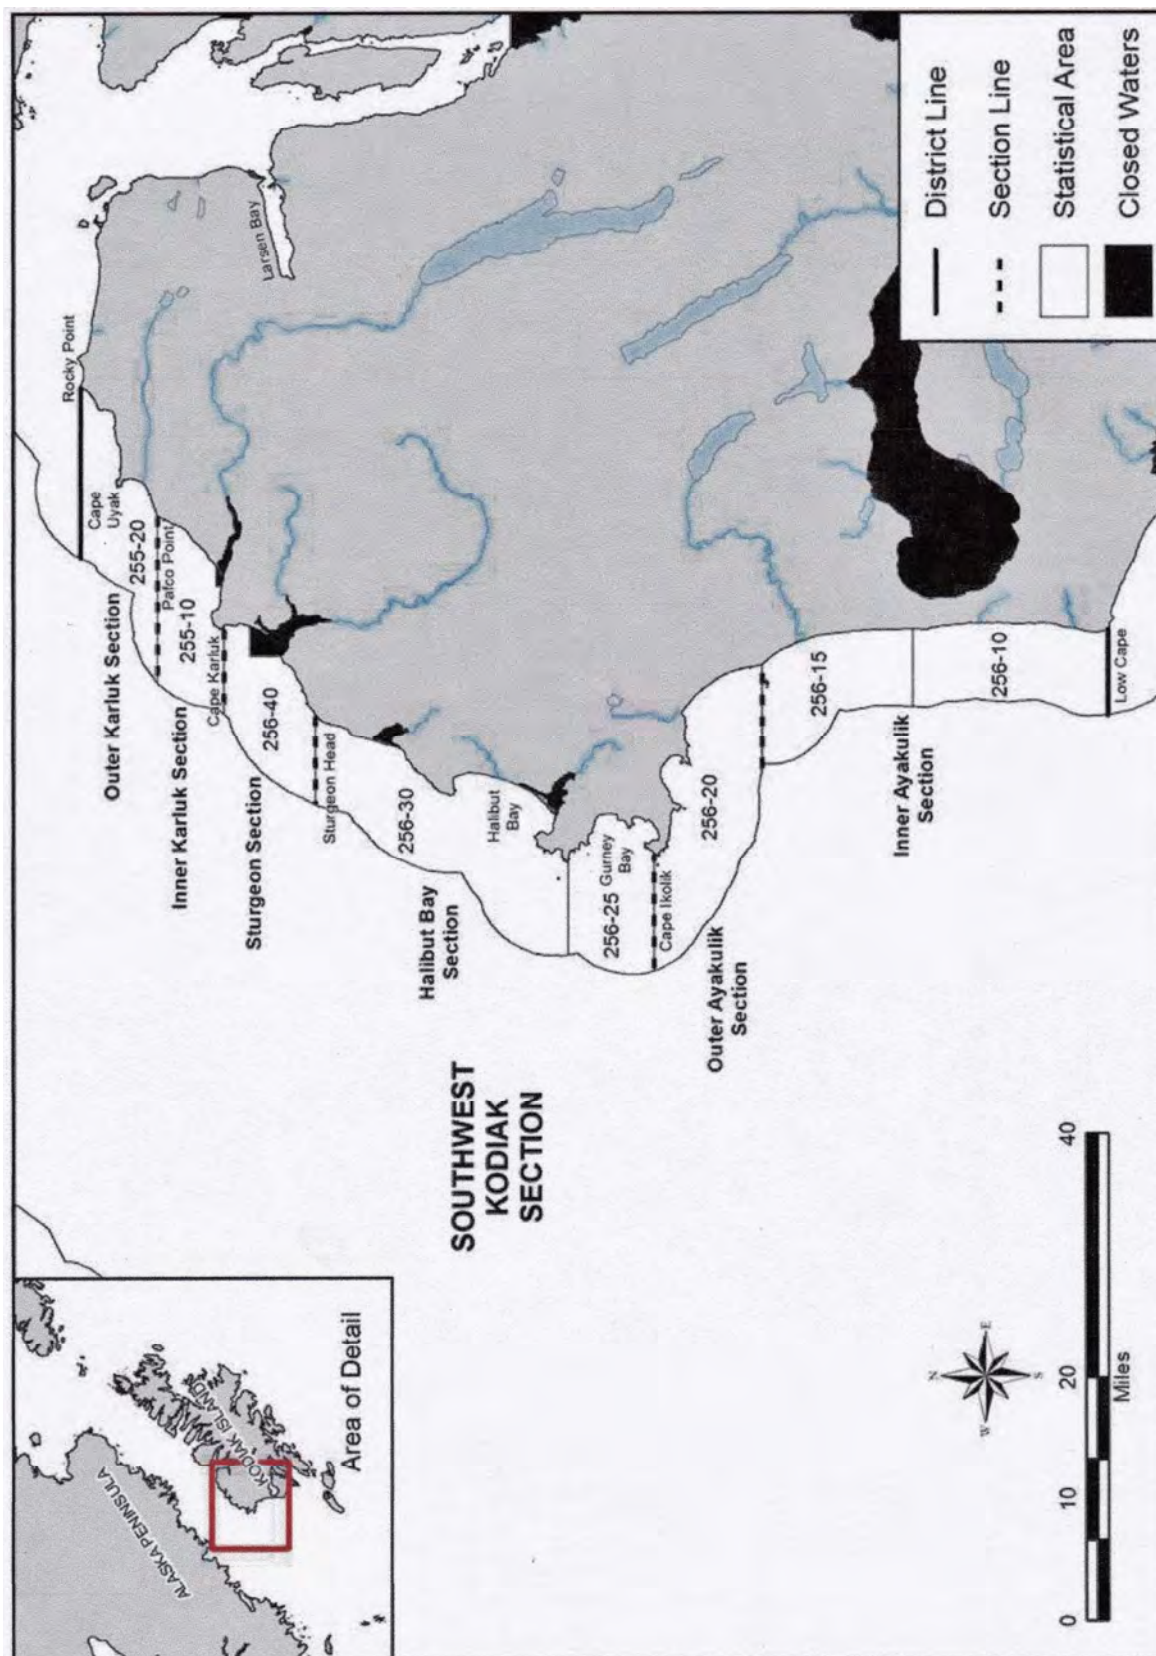 ALASKA PENINSULA
KODIAK ISLAND
Area of Detail
SOUTHWEST
KODIAK
SECTION
Outer Karluk Section
Inner Karluk Section
Sturgeon Section
Halibut Bay
Section
Outer Ayakulik
Section
Inner Ayakulik
Section
Rocky Point
Cape
Uyak
255-20
Pafco Point
255-10
Cape Karluk
256-40
Sturgeon Head
256-30
Halibut
Bay
Gurney
Bay
256-25
Cape Ikolik
256-20
256-15
256-10
Low Cape
Larsen Bay
N
W
E
S
0
10
20
40
Miles
District Line
Section Line
Statistical Area
Closed Waters